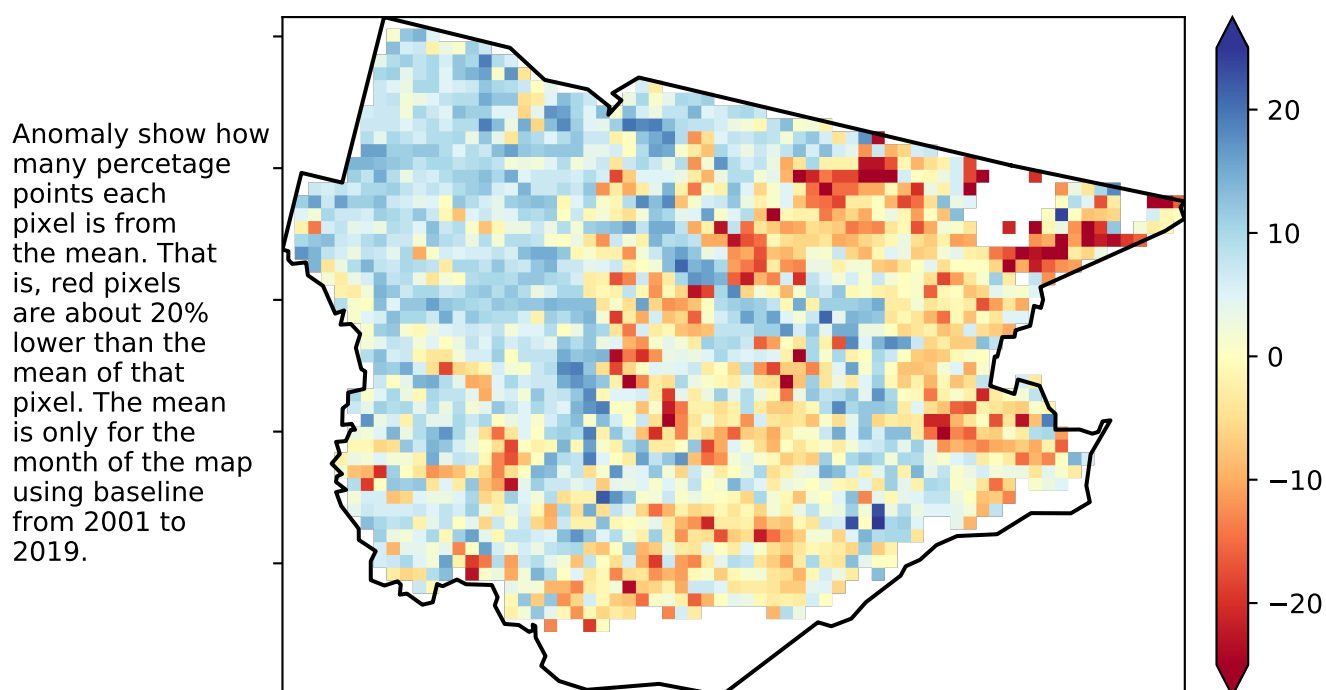 Anomaly show how
many percetage
points each
pixel is from
the mean. That
is, red pixels
are about 20%
lower than the
mean of that
pixel. The mean
is only for the
month of the map
using baseline
from 2001 to
2019.
20
10
0
−10
−20